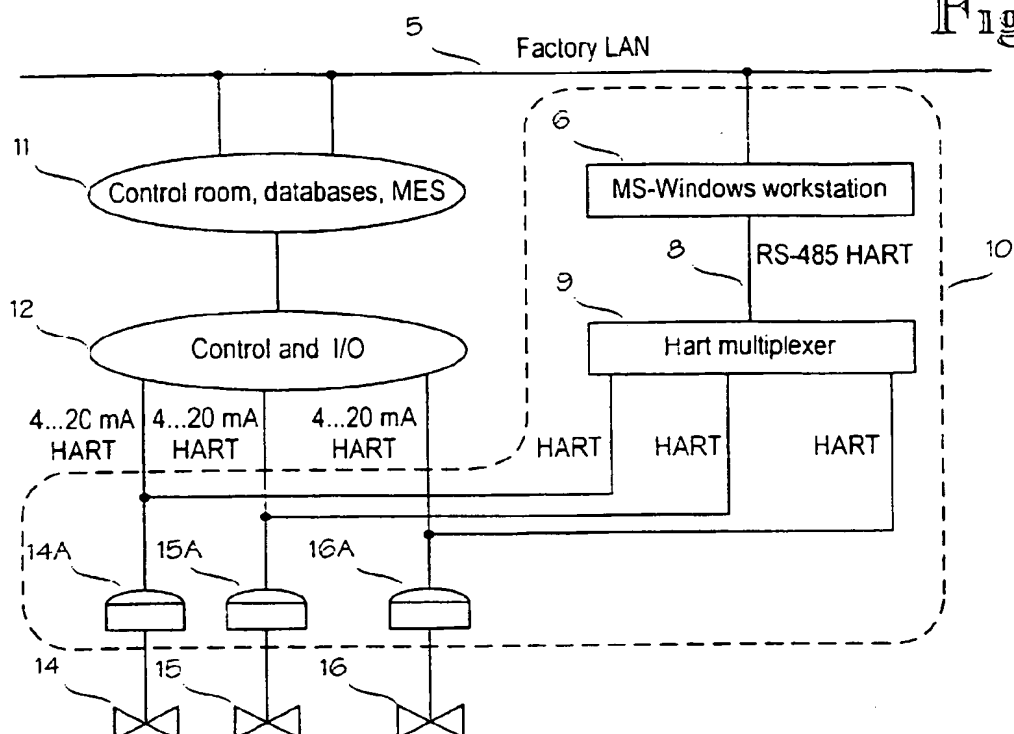 Fig
5
Factory LAN
6
11
Control room, databases, MES
MS-Windows workstation
8
RS-485 HART
10
9
12
Control and I/O
Hart multiplexer
4...20 mA 4...20 mA 4...20 mA
HART HART HART
HART HART HART
14A 15A 16A
14 15 16